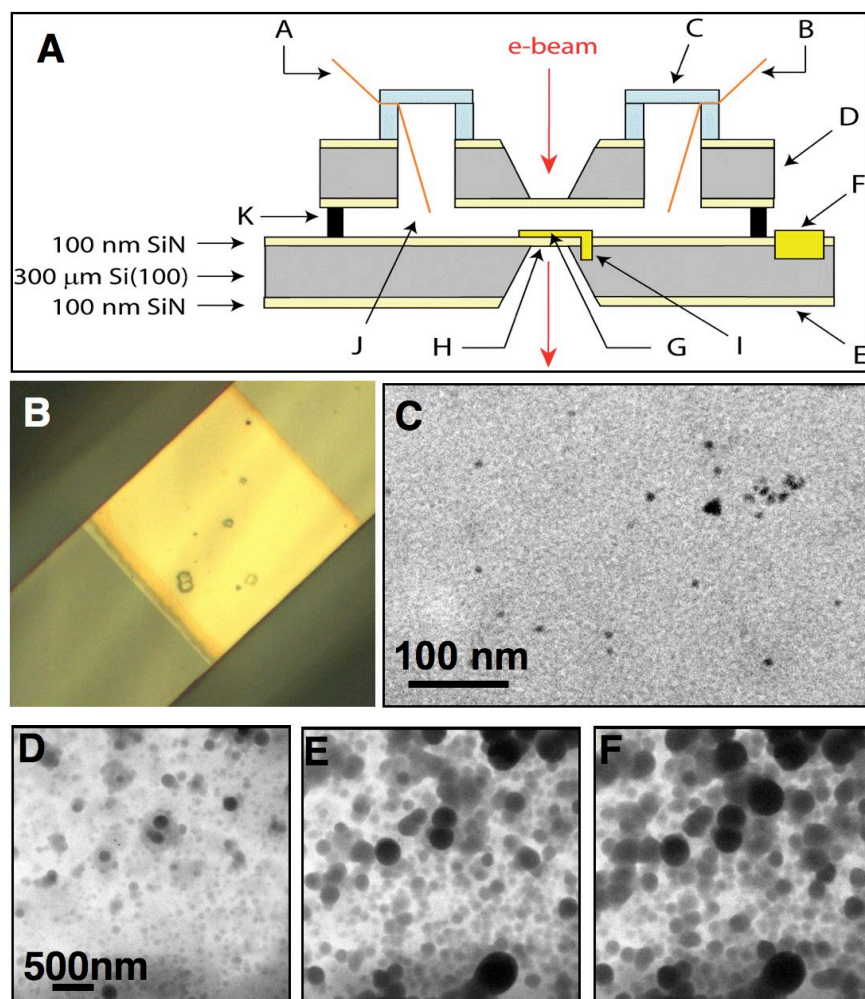 A
A
e-beam
C
B
D
F
K
100 nm SiN
300 μm Si(100)
100 nm SiN
J
H
G
I
E
B
C
100 nm
D
E
F
500nm